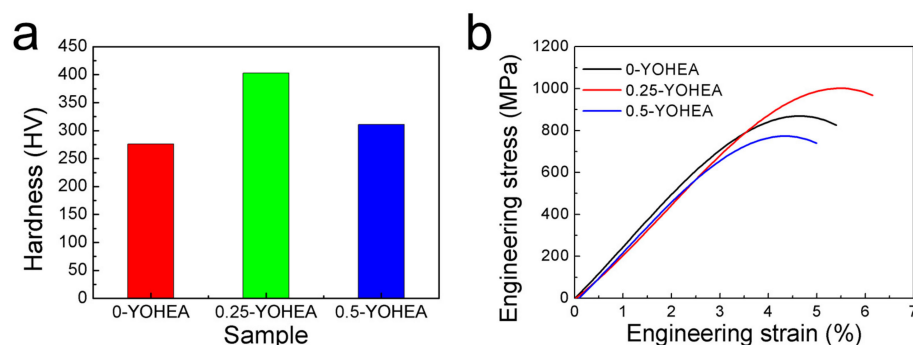 a
Hardness (HV)
450
400
350
300
250
200
150
100
50
0
0-YOHEA 0.25-YOHEA 0.5-YOHEA
Sample
b
Engineering stress (MPa)
1200
1000
800
600
400
200
0
0-YOHEA
0.25-YOHEA
0.5-YOHEA
0 1 2 3 4 5 6 7
Engineering strain (%)